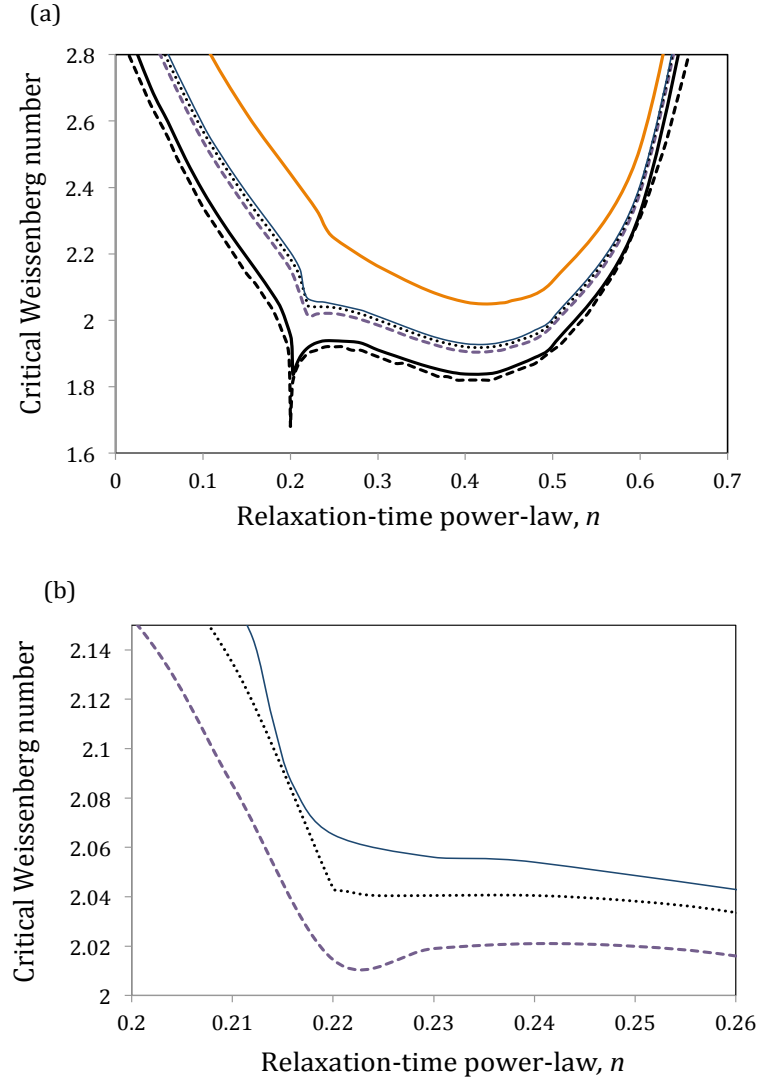 (a)
Critical Weissenberg number
2.8
2.6
2.4
2.2
2
1.8
1.6
0 0.1 0.2 0.3 0.4 0.5 0.6 0.7
Relaxation-time power-law, n
(b)
Critical Weissenberg number
2.14
2.12
2.1
2.08
2.06
2.04
2.02
2
0.2 0.21 0.22 0.23 0.24 0.25 0.26
Relaxation-time power-law, n